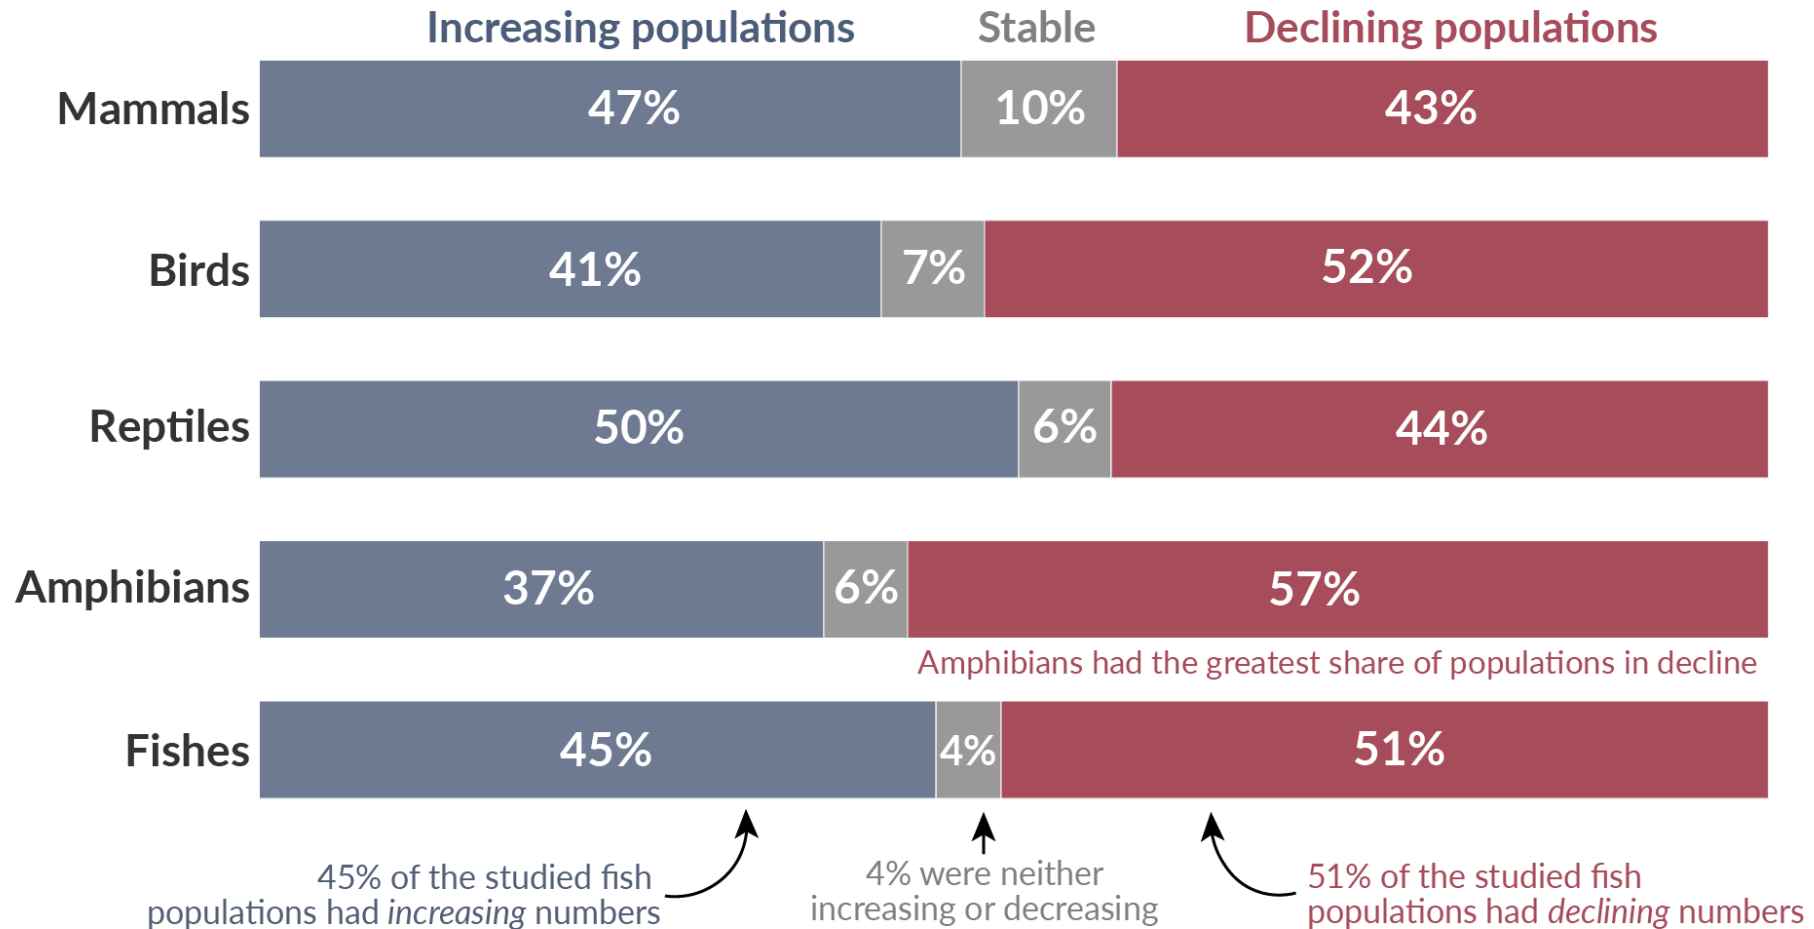 Increasing populations Stable Declining populations
Mammals 47% 10% 43%
Birds 41% 7% 52%
Reptiles 50% 6% 44%
Amphibians 37% 6% 57%
Amphibians had the greatest share of populations in decline
Fishes 45% 4% 51%
45% of the studied fish
populations had increasing numbers
4% were neither
increasing or decreasing
51% of the studied fish
populations had declining numbers